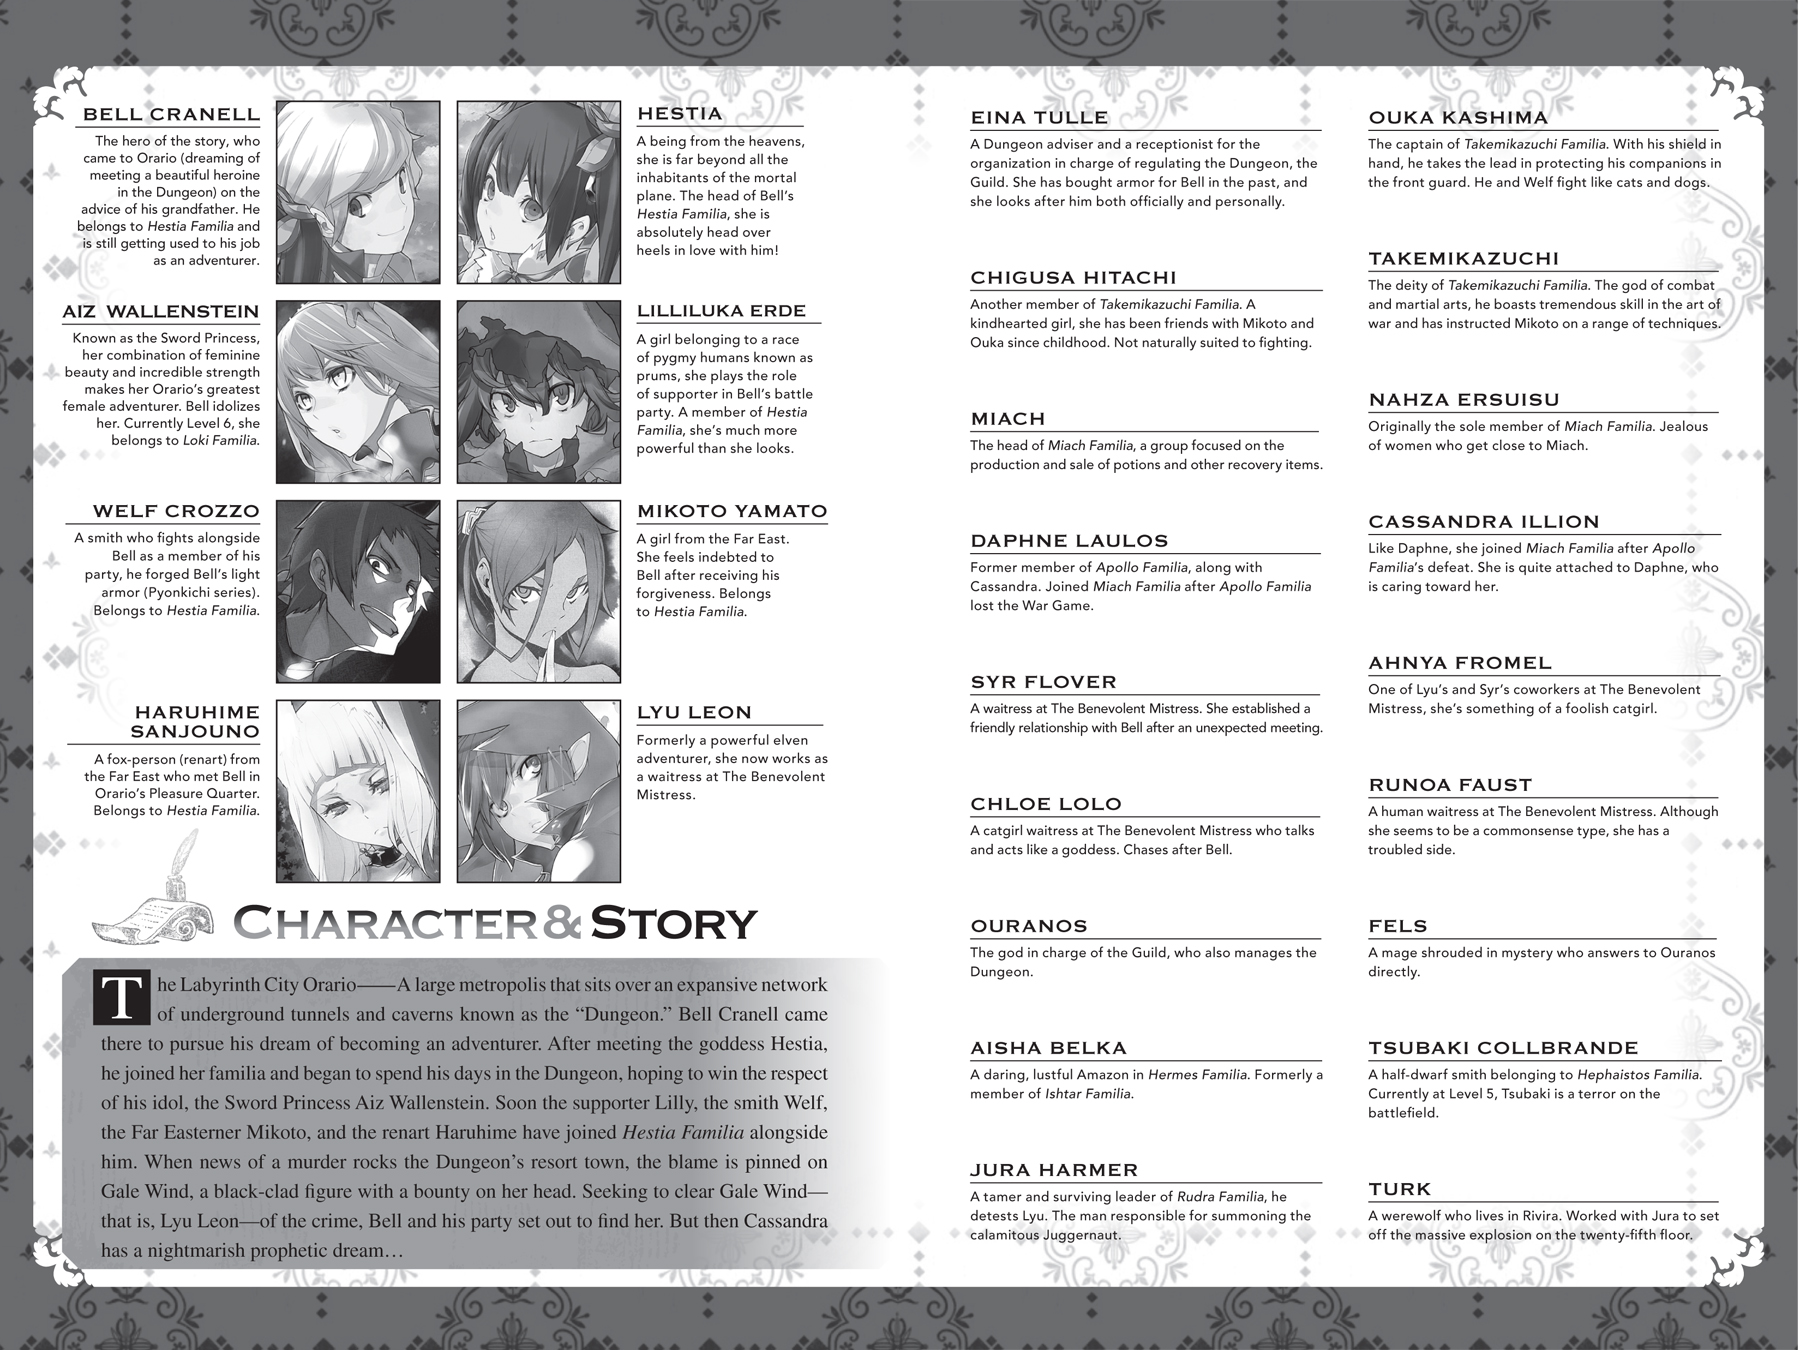 BELL CRANELL
The hero of the story, who
came to Orario (dreaming of
meeting a beautiful heroine
in the Dungeon) on the
advice of his grandfather. He
belongs to Hestia Familia and
is still getting used to his job
as an adventurer.
HESTIA
A being from the heavens,
she is far beyond all the
inhabitants of the mortal
plane. The head of Bell's
Hestia Familia, she is
absolutely head over
heels in love with him!
AIZ WALLENSTEIN
Known as the Sword Princess,
her combination of feminine
beauty and incredible strength
makes her Orario's greatest
female adventurer. Bell idolizes
her. Currently Level 6, she
belongs to Loki Familia.
LILLILUKA ERDE
A girl belonging to a race
of pygmy humans known as
prums, she plays the role
of supporter in Bell's battle
party. A member of Hestia
Familia, she's much more
powerful than she looks.
WELF CROZZO
A smith who fights alongside
Bell as a member of his
party, he forged Bell's light
armor (Pyonkichi series).
Belongs to Hestia Familia.
MIKOTO YAMATO
A girl from the Far East.
She feels indebted to
Bell after receiving his
forgiveness. Belongs
to Hestia Familia.
HARUHIME
SANJOUNO
A fox-person (renart) from
the Far East who met Bell in
Orario's Pleasure Quarter.
Belongs to Hestia Familia.
LYU LEON
Formerly a powerful elven
adventurer, she now works as
a waitress at The Benevolent
Mistress.
CHARACTER & STORY
The Labyrinth City Orario——A large metropolis that sits over an expansive network
of underground tunnels and caverns known as the “Dungeon.” Bell Cranell came
there to pursue his dream of becoming an adventurer. After meeting the goddess Hestia,
he joined her familia and began to spend his days in the Dungeon, hoping to win the respect
of his idol, the Sword Princess Aiz Wallenstein. Soon the supporter Lilly, the smith Welf,
the Far Easterner Mikoto, and the renart Haruhime have joined Hestia Familia alongside
him. When news of a murder rocks the Dungeon's resort town, the blame is pinned on
Gale Wind, a black-clad figure with a bounty on her head. Seeking to clear Gale Wind—
that is, Lyu Leon—of the crime, Bell and his party set out to find her. But then Cassandra
has a nightmarish prophetic dream…
EINA TULLE
A Dungeon adviser and a receptionist for the
organization in charge of regulating the Dungeon, the
Guild. She has bought armor for Bell in the past, and
she looks after him both officially and personally.
CHIGUSA HITACHI
Another member of Takemikazuchi Familia. A
kindhearted girl, she has been friends with Mikoto and
Ouka since childhood. Not naturally suited to fighting.
MIACH
The head of Miach Familia, a group focused on the
production and sale of potions and other recovery items.
DAPHNE LAULOS
Former member of Apollo Familia, along with
Cassandra. Joined Miach Familia after Apollo Familia
lost the War Game.
SYR FLOVER
A waitress at The Benevolent Mistress. She established a
friendly relationship with Bell after an unexpected meeting.
CHLOE LOLO
A catgirl waitress at The Benevolent Mistress who talks
and acts like a goddess. Chases after Bell.
OURANOS
The god in charge of the Guild, who also manages the
Dungeon.
AISHA BELKA
A daring, lustful Amazon in Hermes Familia. Formerly a
member of Ishtar Familia.
JURA HARMER
A tamer and surviving leader of Rudra Familia, he
detests Lyu. The man responsible for summoning the
calamitous Juggernaut.
OUKA KASHIMA
The captain of Takemikazuchi Familia. With his shield in
hand, he takes the lead in protecting his companions in
the front guard. He and Welf fight like cats and dogs.
TAKEMIKAZUCHI
The deity of Takemikazuchi Familia. The god of combat
and martial arts, he boasts tremendous skill in the art of
war and has instructed Mikoto on a range of techniques.
NAHZA ERSUISU
Originally the sole member of Miach Familia. Jealous
of women who get close to Miach.
CASSANDRA ILLION
Like Daphne, she joined Miach Familia after Apollo
Familia's defeat. She is quite attached to Daphne, who
is caring toward her.
AHNYA FROMEL
One of Lyu's and Syr's coworkers at The Benevolent
Mistress, she's something of a foolish catgirl.
RUNOA FAUST
A human waitress at The Benevolent Mistress. Although
she seems to be a commonsense type, she has a
troubled side.
FELS
A mage shrouded in mystery who answers to Ouranos
directly.
TSUBAKI COLLBRANDE
A half-dwarf smith belonging to Hephaistos Familia.
Currently at Level 5, Tsubaki is a terror on the
battlefield.
TURK
A werewolf who lives in Rivira. Worked with Jura to set
off the massive explosion on the twenty-fifth floor.